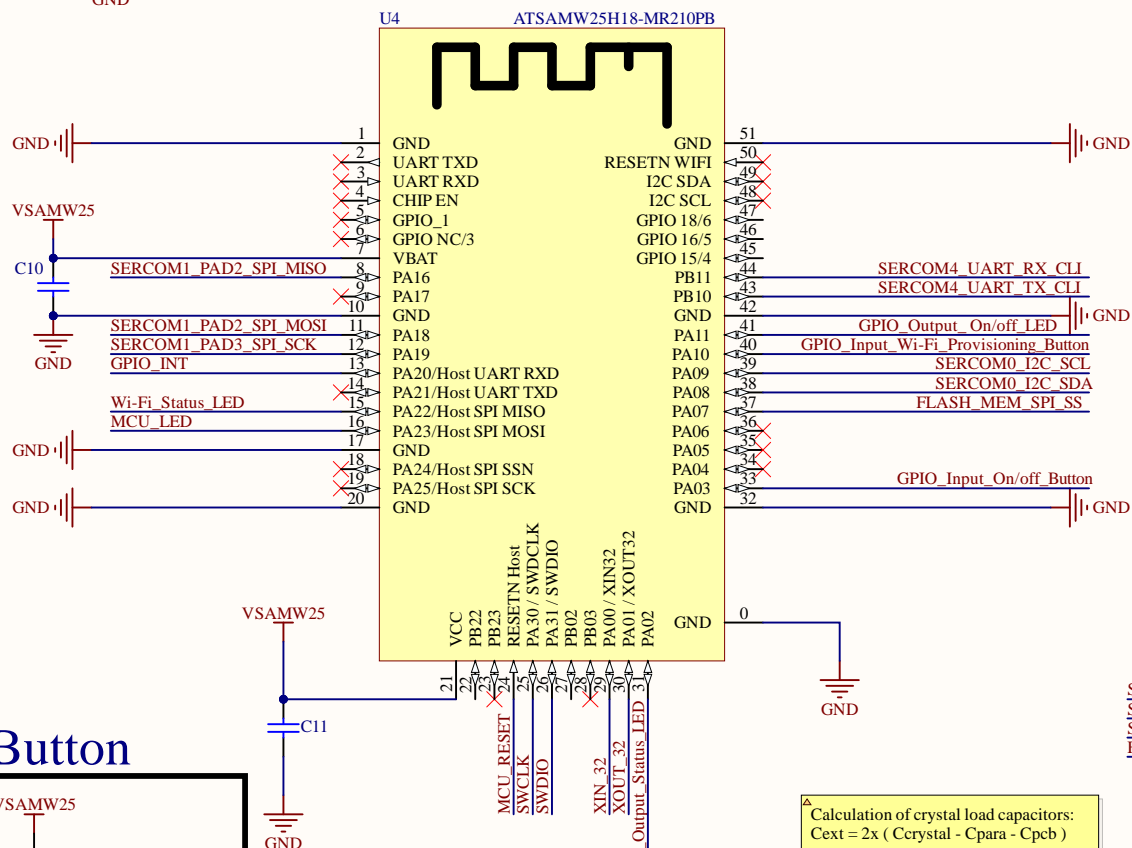 GND
U4 ATSAMW25H18-MR210PB
GND 1 GND GND 51 GND
2 UART TXD RESETN WIFI 50
3 UART RXD I2C SDA 49
4 CHIP EN I2C SCL 48
VSAMW25
5 GPIO_1 GPIO 18/6 47
6 GPIO NC/3 GPIO 16/5 46
7 VBAT GPIO 15/4 45
C10
SERCOM1_PAD2_SPI_MISO 8 PA16 PB11 44 SERCOM4_UART_RX_CLI
9 PA17 PB10 43 SERCOM4_UART_TX_CLI
10 GND GND 42 GND
SERCOM1_PAD2_SPI_MOSI 11 PA18 PA11 41 GPIO_Output_ On/off_LED
SERCOM1_PAD3_SPI_SCK 12 PA19 PA10 40 GPIO_Input_Wi-Fi_Provisioning_Button
GND
GPIO_INT 13 PA20/Host UART RXD PA09 39 SERCOM0_I2C_SCL
14 PA21/Host UART TXD PA08 38 SERCOM0_I2C_SDA
Wi-Fi_Status_LED 15 PA22/Host SPI MISO PA07 37 FLASH_MEM_SPI_SS
MCU_LED 16 PA23/Host SPI MOSI PA06 36
GND 17 GND PA05 35
18 PA24/Host SPI SSN PA04 34
19 PA25/Host SPI SCK PA03 33 GPIO_Input_On/off_Button
GND 20 GND GND 32 GND
VCC
PB22
PB23
RESETN Host
PA30 / SWDCLK
PA31 / SWDIO
PB02
PB03
PA00 / XIN32
PA01 / XOUT32
PA02
GND 0
GND
VSAMW25
21
22
23
24
25
26
27
28
29
30
31
MCU_RESET
SWCLK
SWDIO
XIN_32
XOUT_32
_Output_Status_LED
C11
GND
Button
VSAMW25
Calculation of crystal load capacitors:
Cext = 2x ( Ccrystal - Cpara - Cpcb )